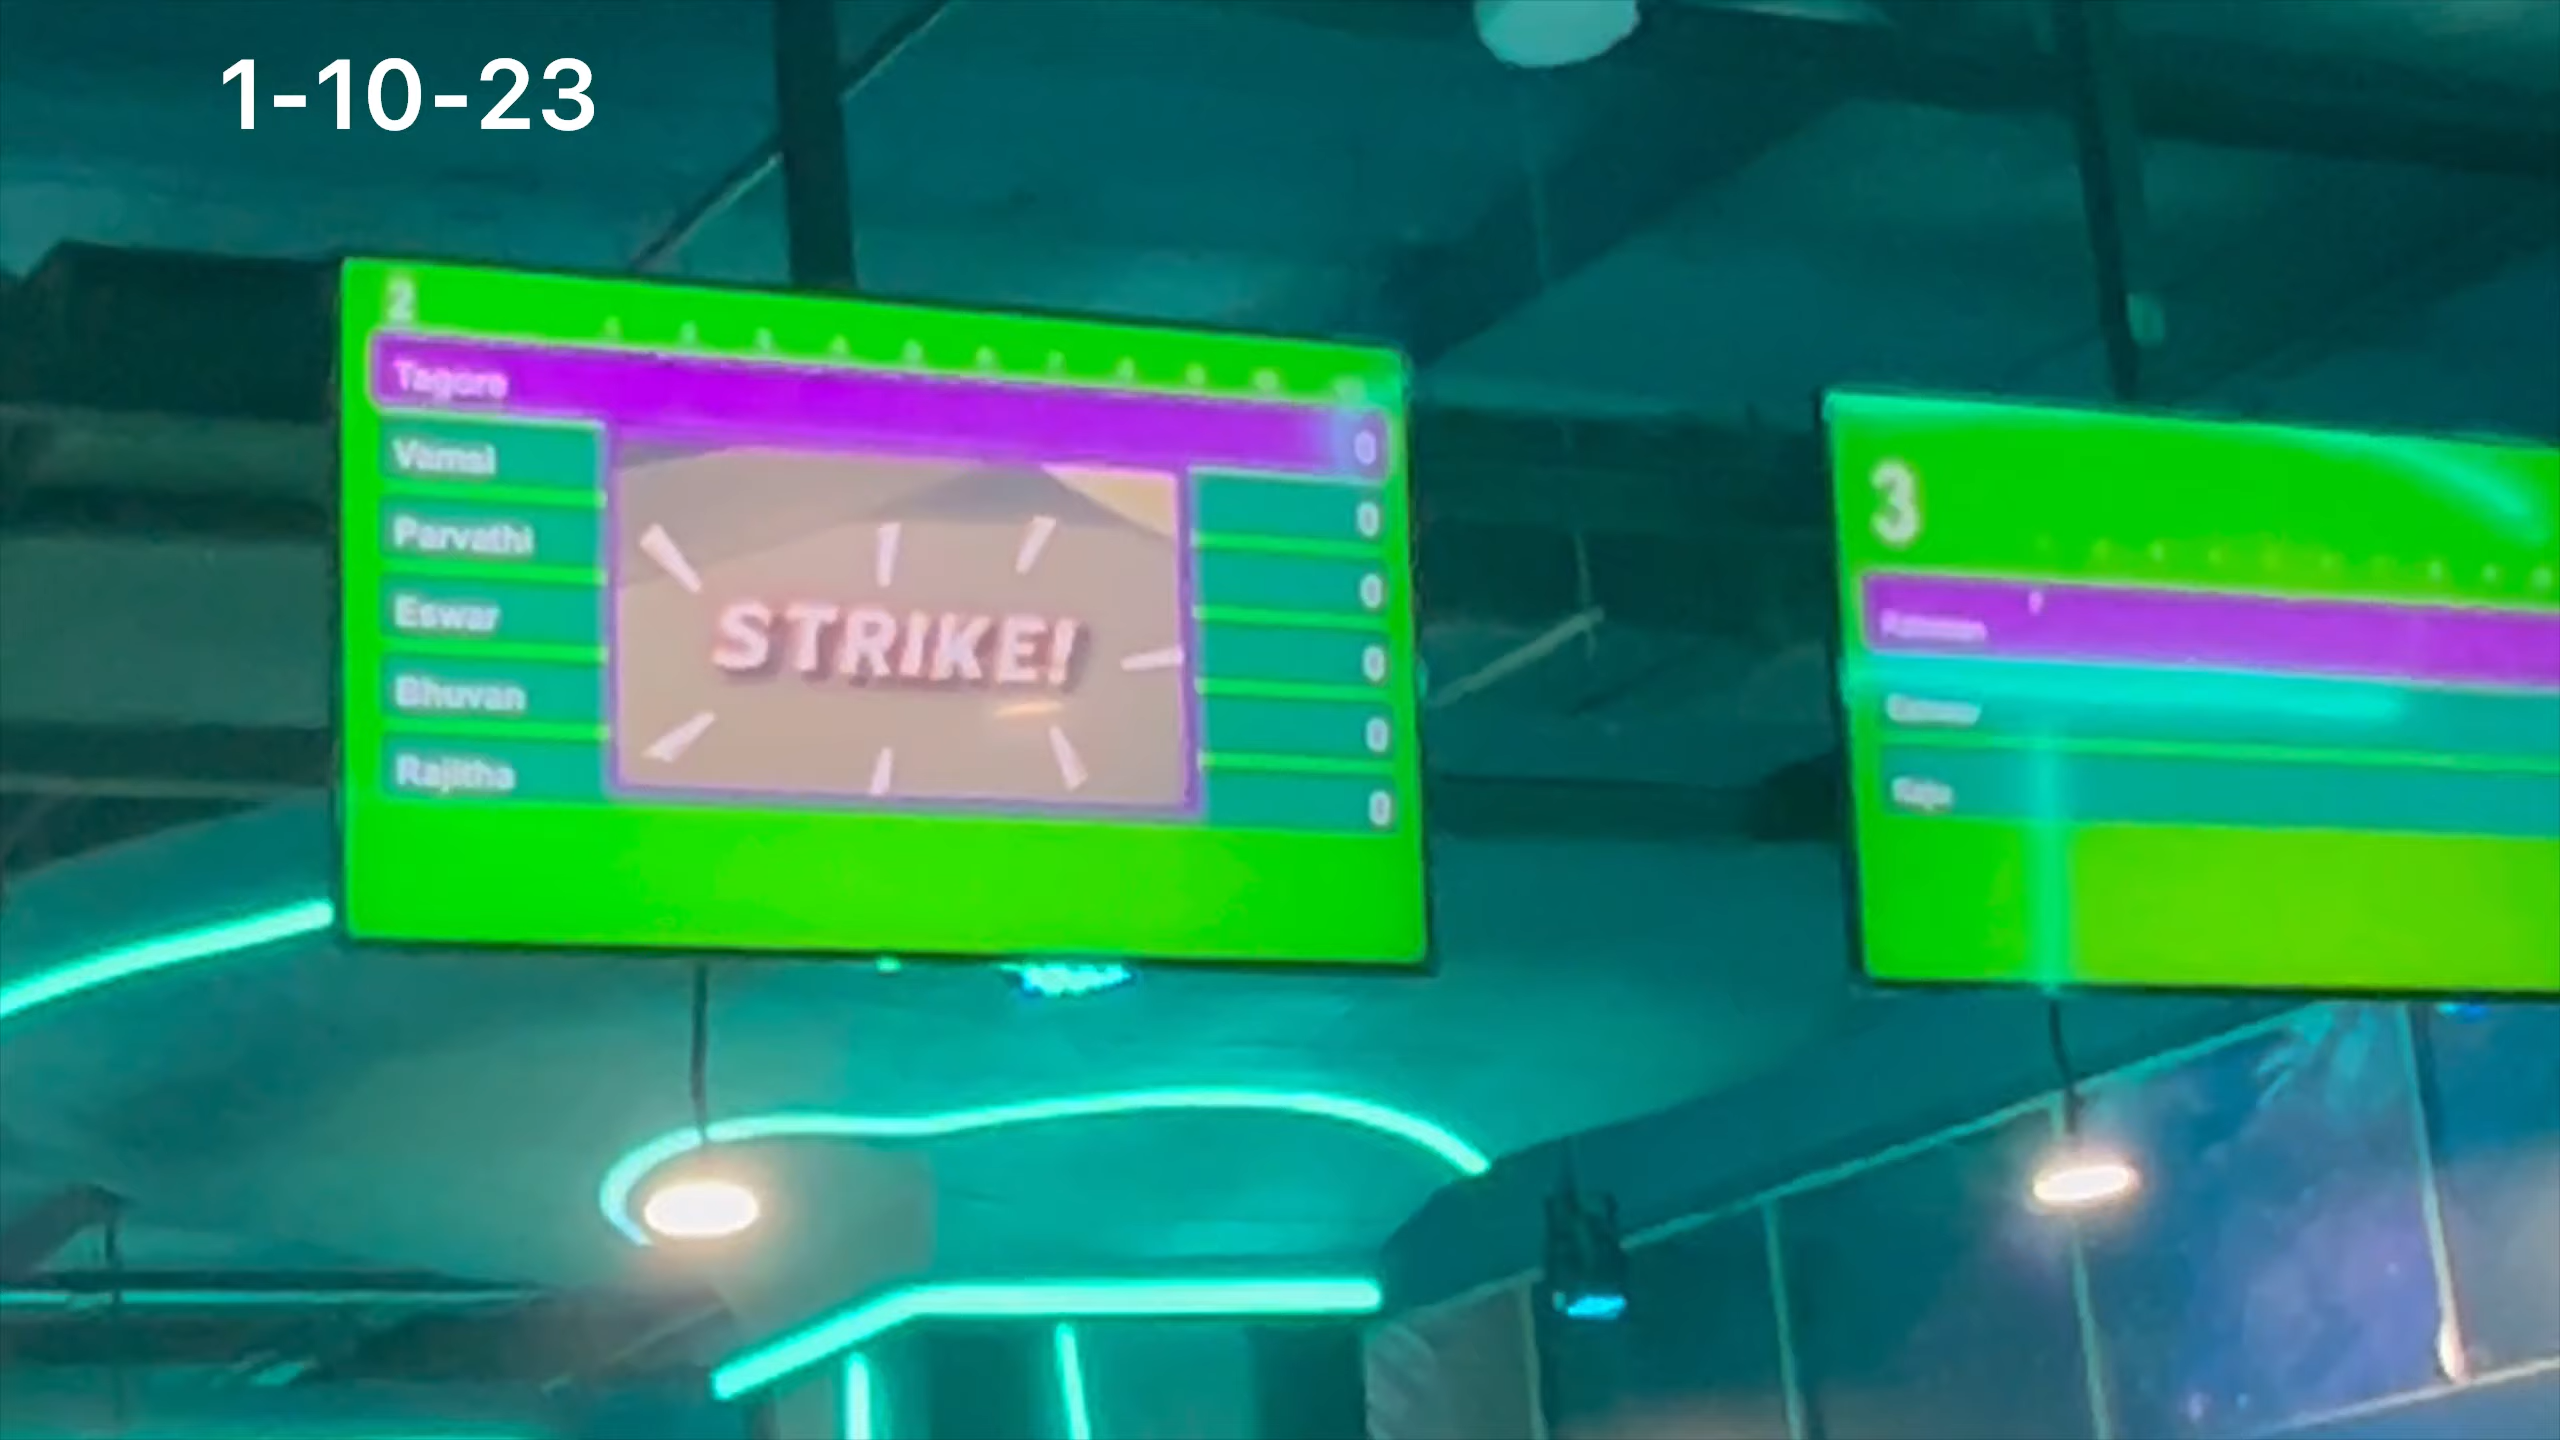 1-10-23
2
Tagore 0
Vamsi 0
Parvathi 0
Eswar 0
Bhuvan 0
Rajitha 0
STRIKE!
3